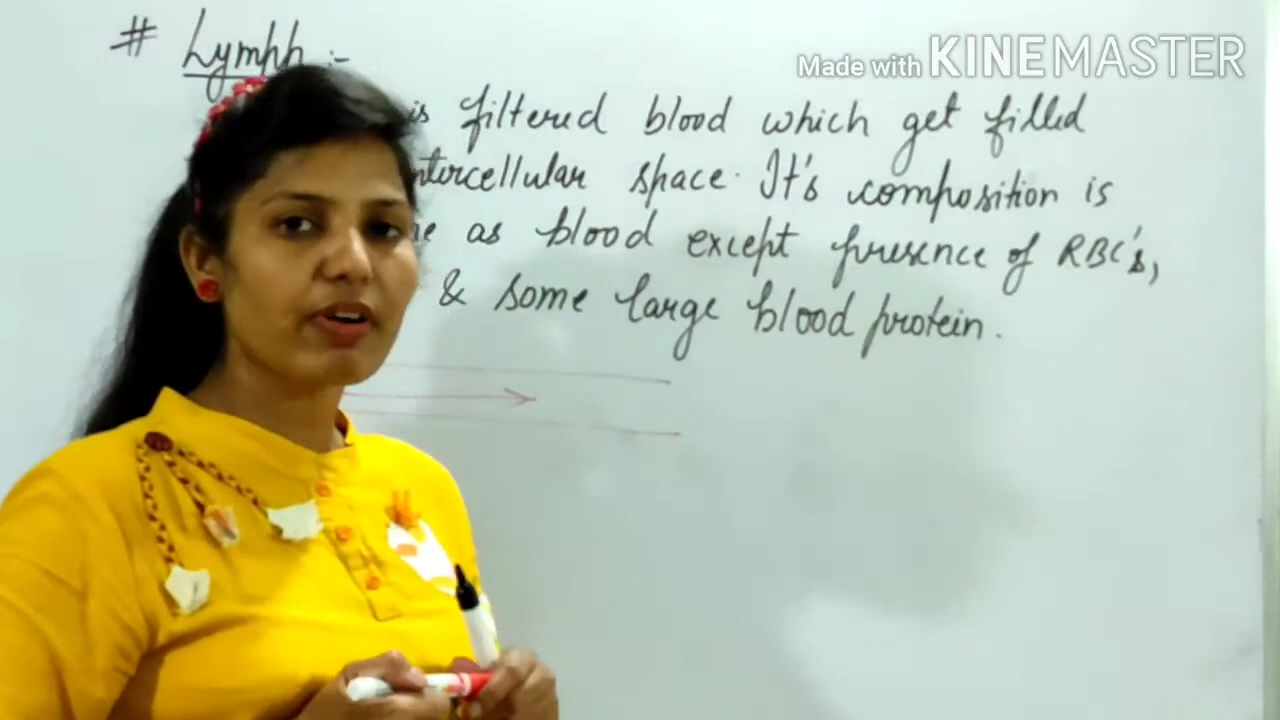 # Lymph :-
Made with KINEMASTER
is filtered blood which get filled
ntercellular space. It's composition is
as blood except presence of RBC's,
& some large blood protein.